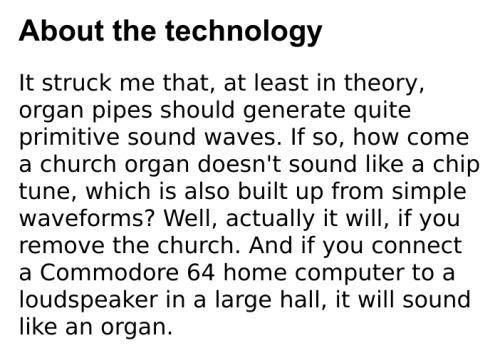 About the technology
It struck me that, at least in theory,
organ pipes should generate quite
primitive sound waves. If so, how come
a church organ doesn't sound like a chip
tune, which is also built up from simple
waveforms? Well, actually it will, if you
remove the church. And if you connect
a Commodore 64 home computer to a
loudspeaker in a large hall, it will sound
like an organ.